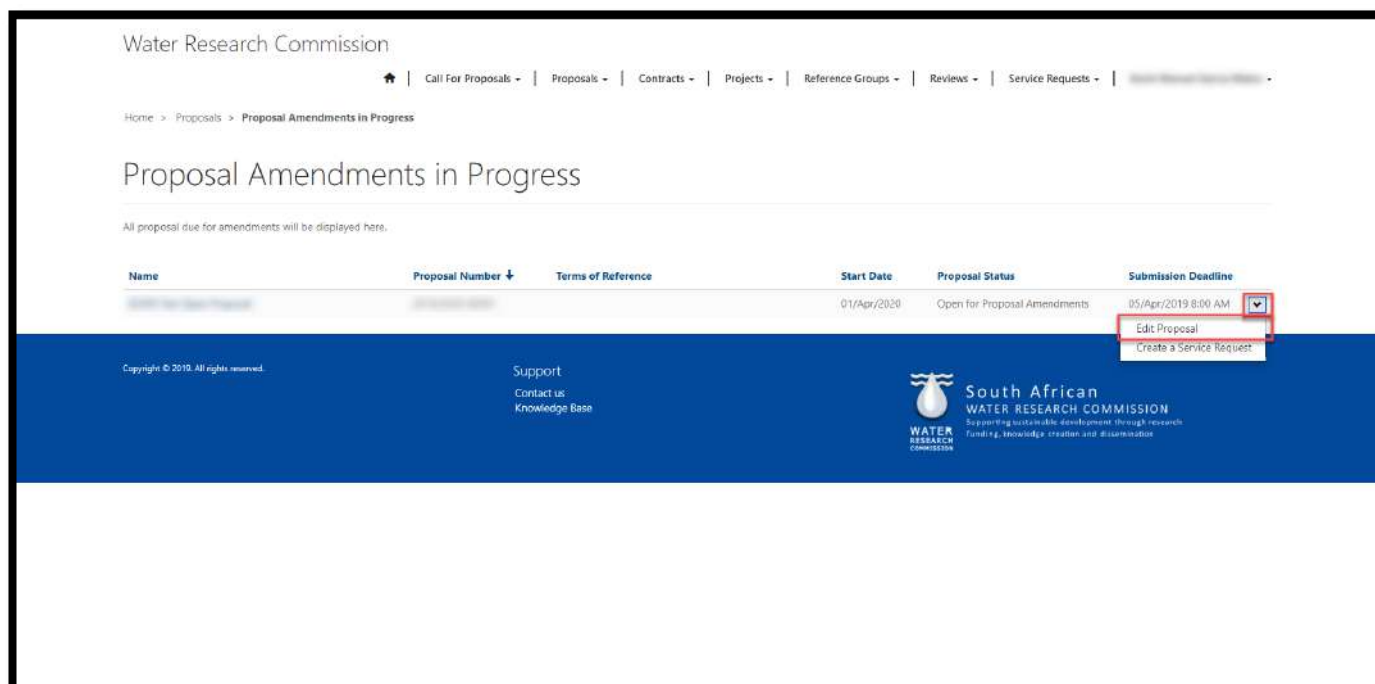 Water Research Commission
Call For Proposals | Proposals | Contracts | Projects | Reference Groups | Reviews | Service Requests |
Home > Proposals > Proposal Amendments in Progress
Proposal Amendments in Progress
All proposal due for amendments will be displayed here.
Name Proposal Number Terms of Reference Start Date Proposal Status Submission Deadline
01/Apr/2020 Open for Proposal Amendments 05/Apr/2019 8:00 AM
Edit Proposal
Create a Service Request
Copyright © 2019. All rights reserved.
Support
Contact us
Knowledge Base
WATER
RESEARCH
COMMISSION
South African
WATER RESEARCH COMMISSION
Supporting sustainable development through research
funding, knowledge creation and dissemination